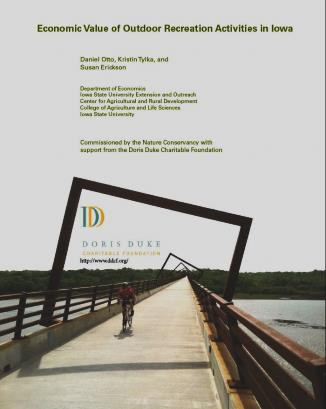 Economic Value of Outdoor Recreation Activities in Iowa
Daniel Otto, Kristin Tylka, and
Susan Erickson
Department of Economics
Iowa State University Extension and Outreach
Center for Agricultural and Rural Development
College of Agriculture and Life Sciences
Iowa State University
Commissioned by the Nature Conservancy with
support from the Doris Duke Charitable Foundation
DORIS DUKE
CHARITABLE FOUNDATION
http://www.ddcf.org/